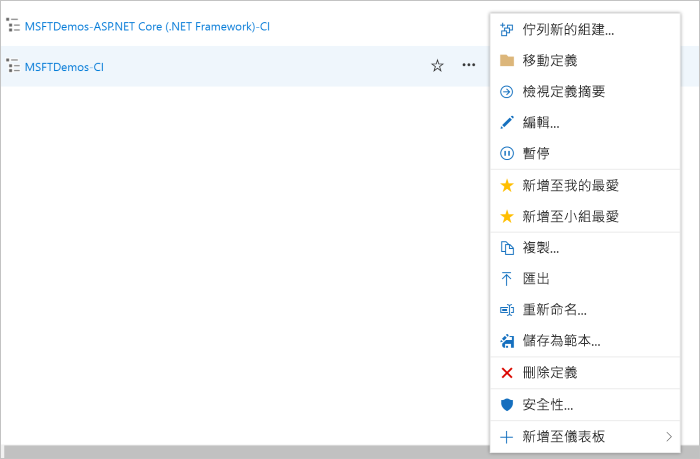 MSFTDemos-ASP.NET Core (.NET Framework)-CI
MSFTDemos-CI
佇列新的組建...
移動定義
檢視定義摘要
編輯...
暫停
新增至我的最愛
新增至小組最愛
複製...
匯出
重新命名...
儲存為範本...
刪除定義
安全性...
新增至儀表板